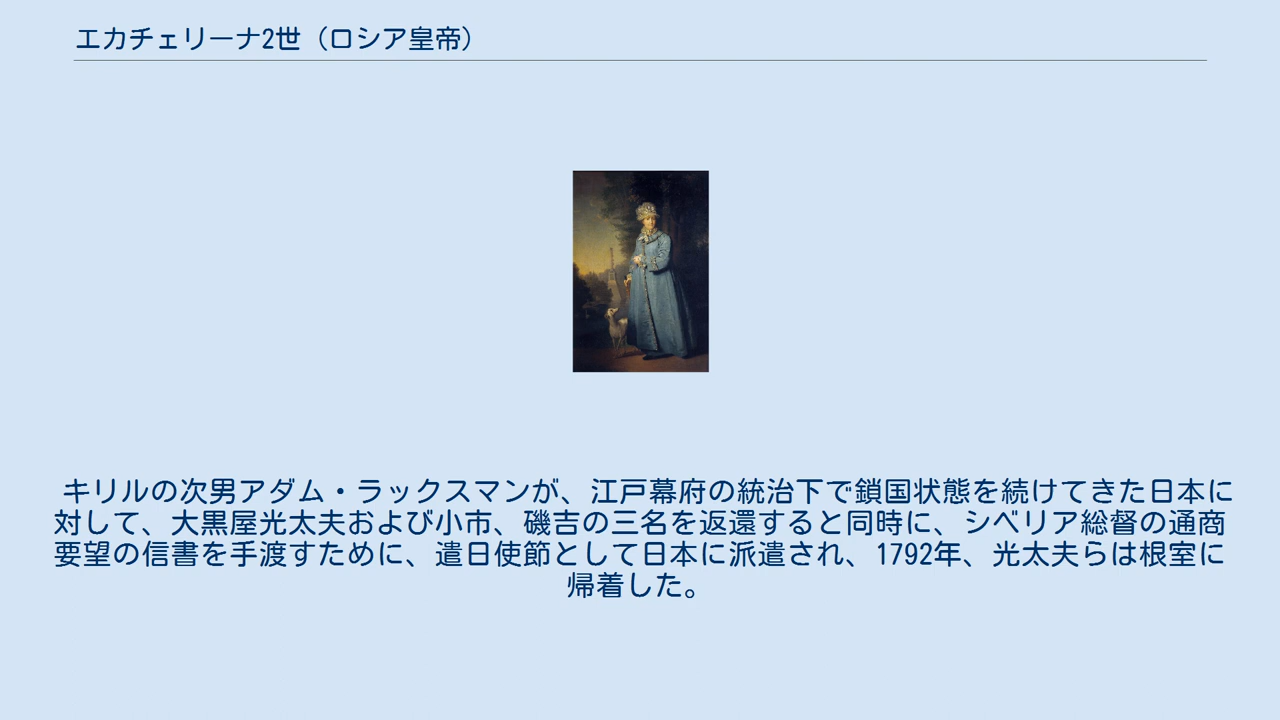 エカチェリーナ2世（ロシア皇帝）
キリルの次男アダム・ラックスマンが、江戸幕府の統治下で鎖国状態を続けてきた日本に
対して、大黒屋光太夫および小市、磯吉の三名を返還すると同時に、シベリア総督の通商
要望の信書を手渡すために、遣日使節として日本に派遣され、1792年、光太夫らは根室に
帰着した。